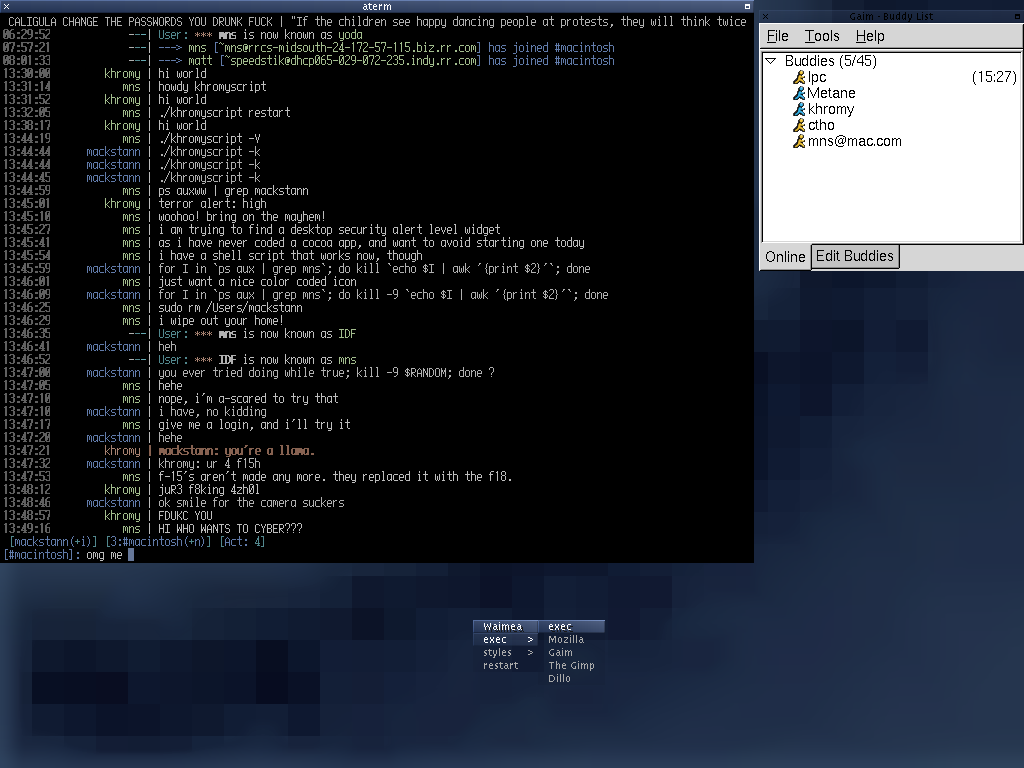 aterm
CALIGULA CHANGE THE PASSWORDS YOU DRUNK FUCK | "If the children see happy dancing people at protests, they will think twice
06:29:52 ---| User: *** mns is now known as yoda
07:57:21 ---| ---> mns [~mns@rrcs-midsouth-24-172-57-115.biz.rr.com] has joined #macintosh
08:01:33 ---| ---> matt [~speedstik@dhcp065-029-072-235.indy.rr.com] has joined #macintosh
13:30:00 khromy | hi world
13:31:14 mns | howdy khromyscript
13:31:52 khromy | hi world
13:32:05 mns | ./khromyscript restart
13:38:17 khromy | hi world
13:44:19 mns | ./khromyscript -V
13:44:44 mackstann | ./khromyscript -k
13:44:44 mackstann | ./khromyscript -k
13:44:45 mackstann | ./khromyscript -k
13:44:59 mns | ps auxww | grep mackstann
13:45:01 khromy | terror alert: high
13:45:10 mns | woohoo! bring on the mayhem!
13:45:27 mns | i am trying to find a desktop security alert level widget
13:45:41 mns | as i have never coded a cocoa app, and want to avoid starting one today
13:45:54 mns | i have a shell script that works now, though
13:45:59 mackstann | for I in `ps aux | grep mns`; do kill `echo $I | awk ´{print $2}´`; done
13:46:01 mns | just want a nice color coded icon
13:46:09 mackstann | for I in `ps aux | grep mns`; do kill -9 `echo $I | awk ´{print $2}´`; done
13:46:25 mns | sudo rm /Users/mackstann
13:46:29 mns | i wipe out your home!
13:46:35 ---| User: *** mns is now known as IDF
13:46:41 mackstann | heh
13:46:52 ---| User: *** IDF is now known as mns
13:47:00 mackstann | you ever tried doing while true; kill -9 $RANDOM; done ?
13:47:05 mns | hehe
13:47:10 mns | nope, i´m a-scared to try that
13:47:10 mackstann | i have, no kidding
13:47:17 mns | give me a login, and i´ll try it
13:47:20 mackstann | hehe
13:47:21 khromy | mackstann: you´re a llama.
13:47:32 mackstann | khromy: ur 4 f15h
13:47:53 mns | f-15´s aren´t made any more. they replaced it with the f18.
13:48:12 khromy | juR3 f8king 4zh0l
13:48:46 mackstann | ok smile for the camera suckers
13:48:57 khromy | FDUKC YOU
13:49:16 mns | HI WHO WANTS TO CYBER???
[mackstann(+i)] [3:#macintosh(+n)] [Act: 4]
[#macintosh]: omg me
Gaim - Buddy List
File Tools Help
Buddies (5/45)
lpc (15:27)
Metane
khromy
ctho
mns@mac.com
Online Edit Buddies
Waimea
exec >
styles >
restart
exec
Mozilla
Gaim
The Gimp
Dillo